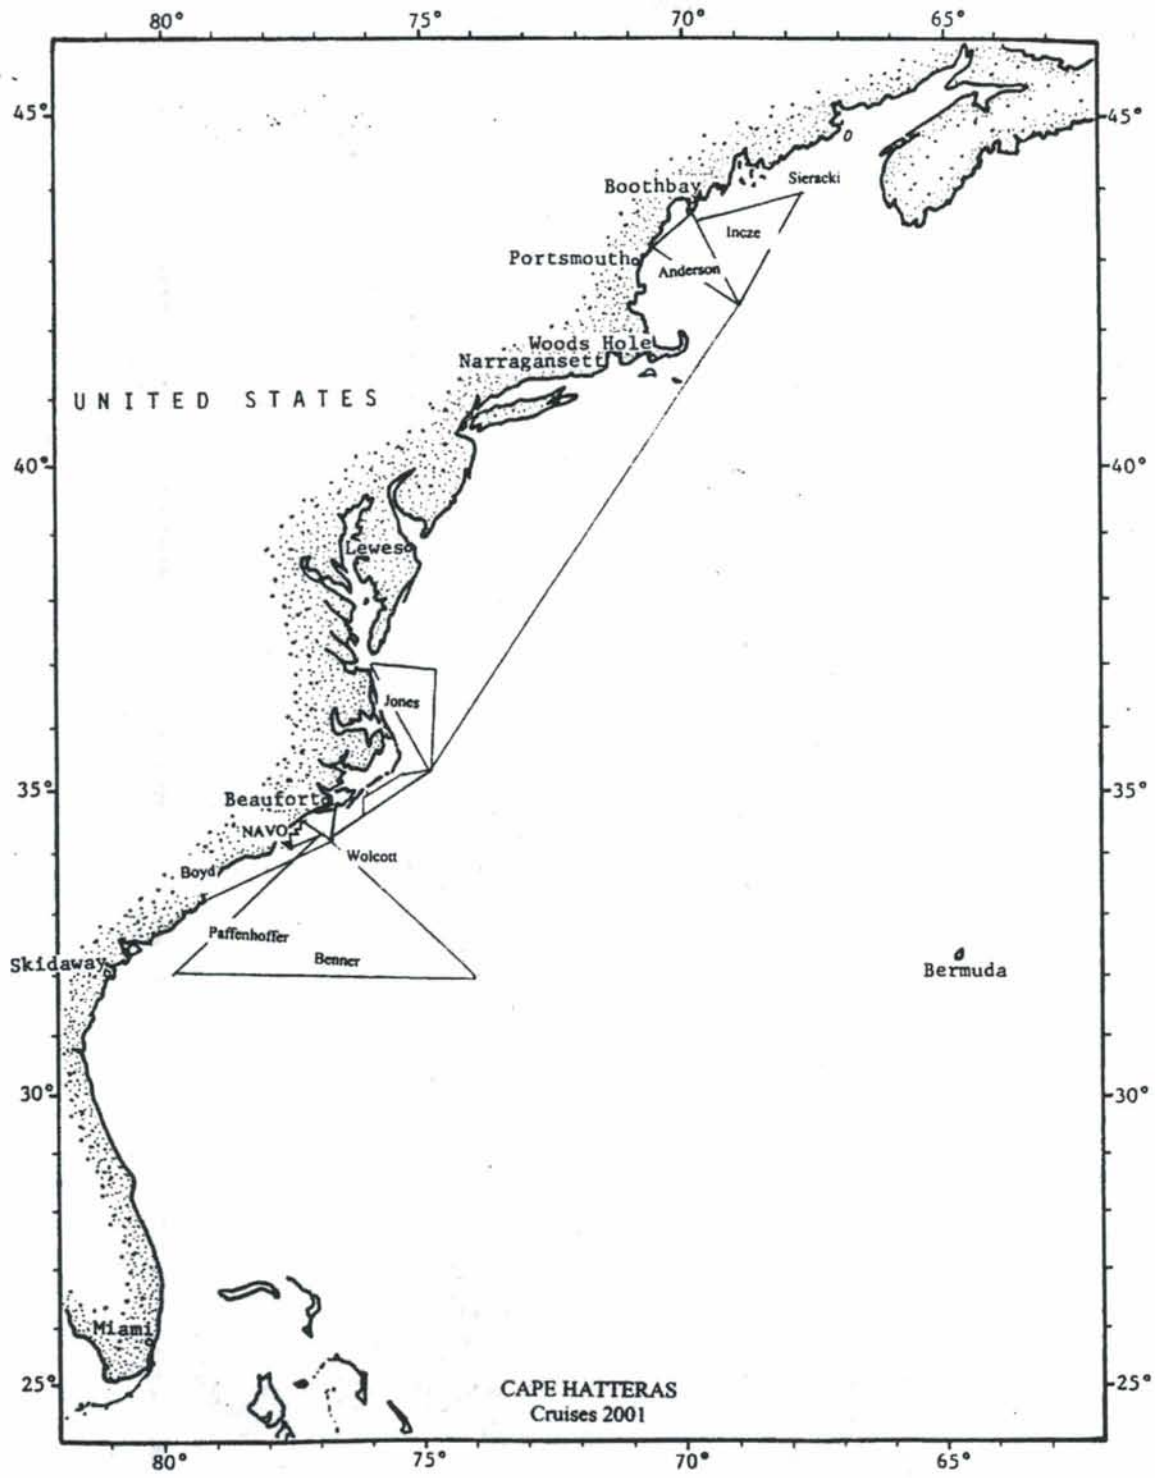 80° 75° 70° 65°
45° 45°
Sieracki
Boothbay
Incze
Portsmouth
Anderson
Woods Hole
Narragansett
UNITED STATES
40° 40°
Lewes
Jones
35° 35°
Beaufort
NAVO
Wolcott
Boyd
Paffenhoffer
Benner
Skidaway
Bermuda
30° 30°
Miami
25° 25°
CAPE HATTERAS
Cruises 2001
80° 75° 70° 65°